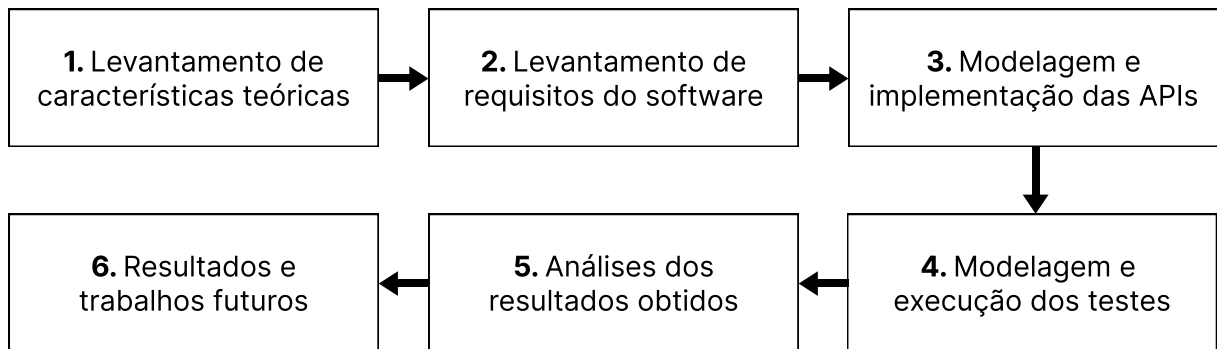 1. Levantamento de
características teóricas
2. Levantamento de
requisitos do software
3. Modelagem e
implementação das APIs
4. Modelagem e
execução dos testes
5. Análises dos
resultados obtidos
6. Resultados e
trabalhos futuros